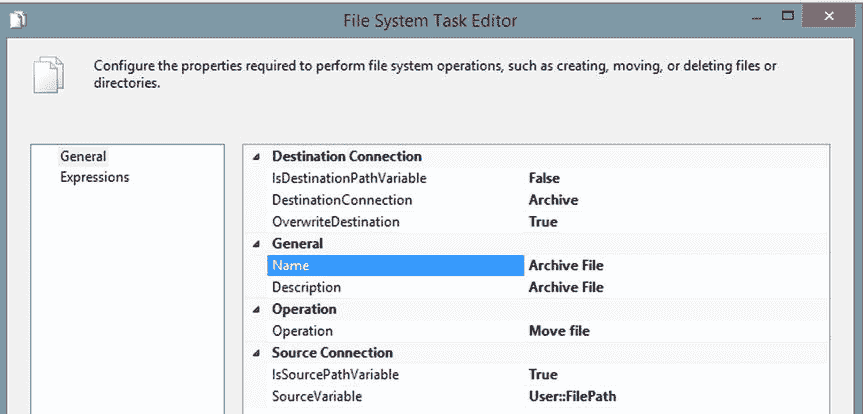 File System Task Editor
Configure the properties required to perform file system operations, such as creating, moving, or deleting files or
directories.
General
Expressions
Destination Connection
IsDestinationPathVariable False
DestinationConnection Archive
OverwriteDestination True
General
Name Archive File
Description Archive File
Operation
Operation Move file
Source Connection
IsSourcePathVariable True
SourceVariable User::FilePath